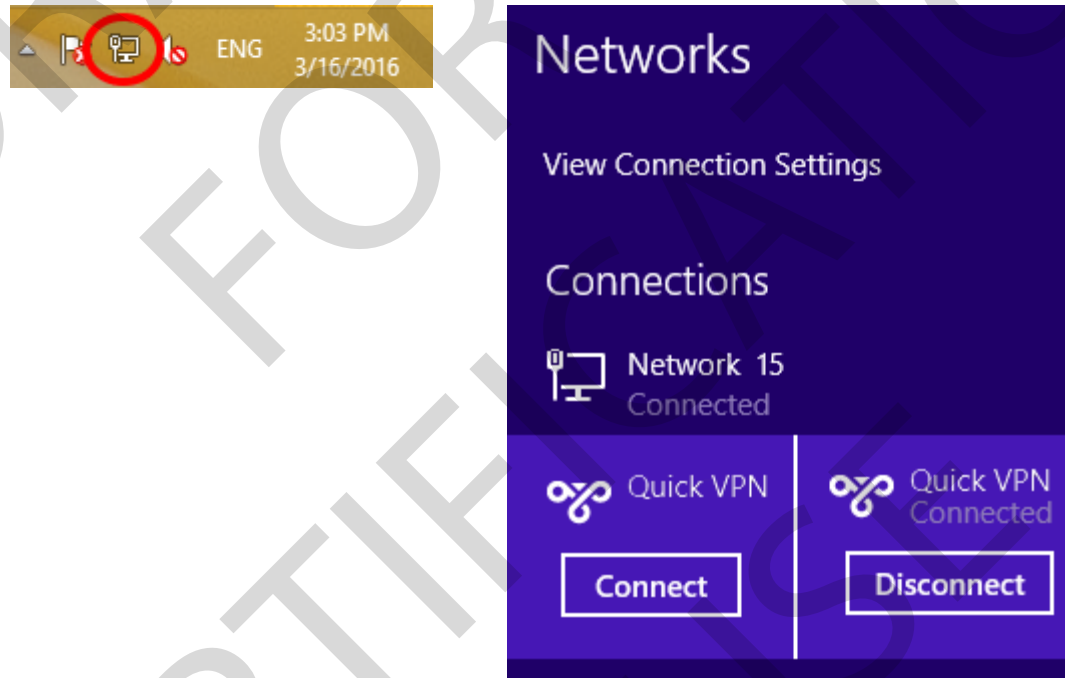 ENG
3:03 PM
3/16/2016
Networks
View Connection Settings
Connections
Network 15
Connected
Quick VPN
Connect
Quick VPN
Connected
Disconnect